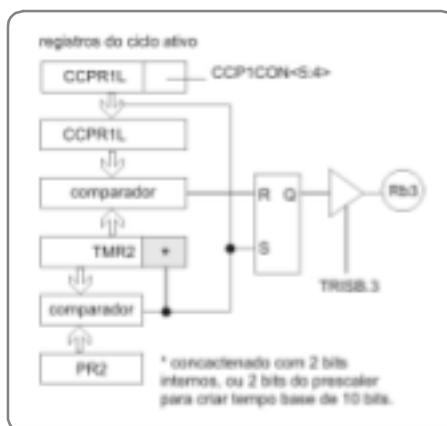 registros do ciclo ativo
CCPR1L
CCP1CON<5:4>
CCPR1L
comparador
R Q
Rb3
TMR2 *
S
TRISB.3
comparador
PR2
* concactenado com 2 bits
internos, ou 2 bits do prescaler
para criar tempo base de 10 bits.